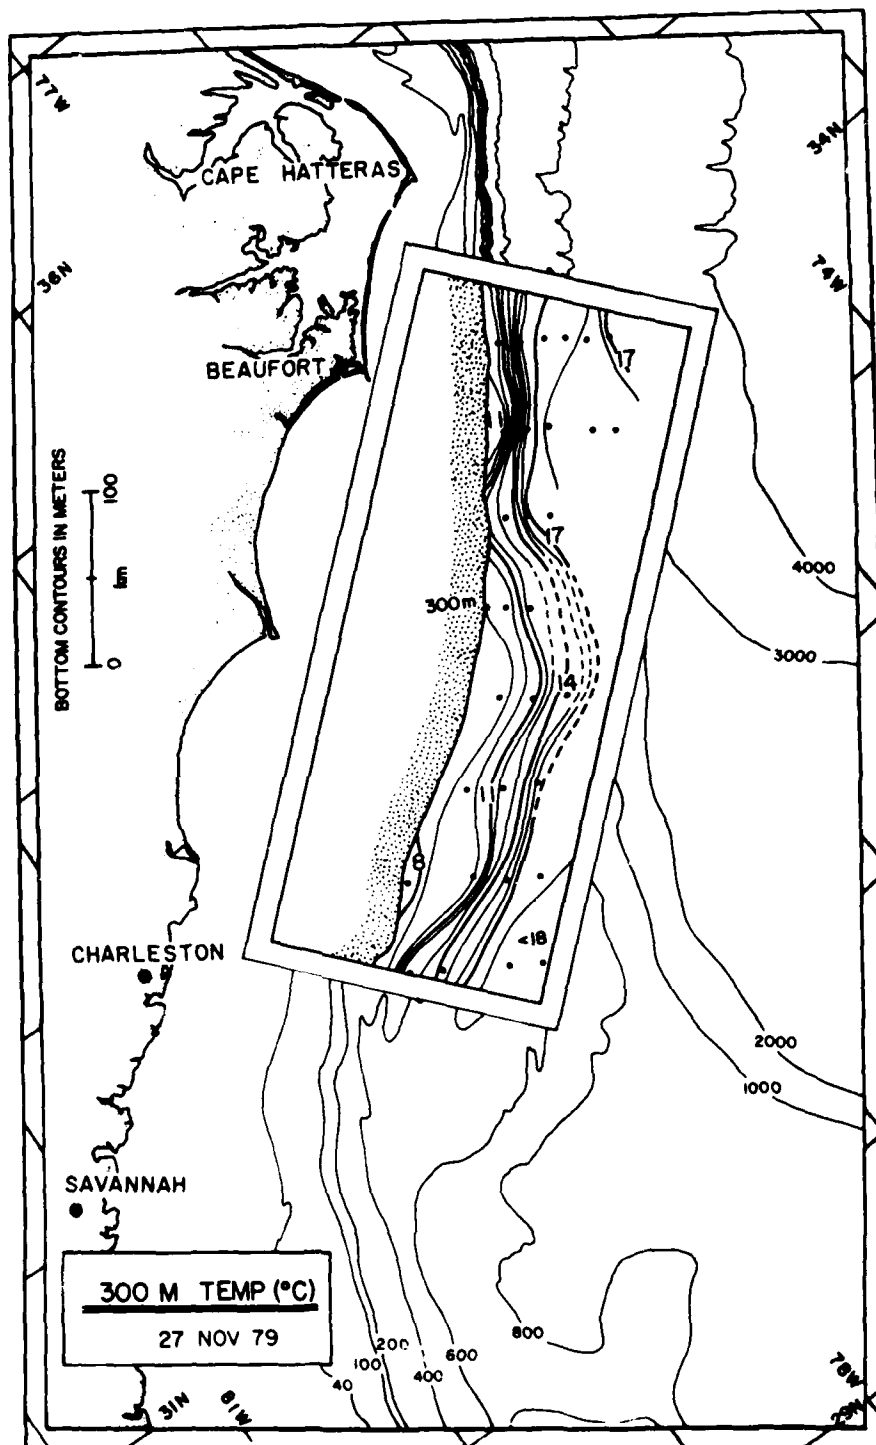 77W
34N
CAPE HATTERAS
36N
74W
BEAUFORT
17
BOTTOM CONTOURS IN METERS
100
km
0
17
4000
300m
3000
14
11
8
<18
CHARLESTON
2000
1000
SAVANNAH
300 M TEMP (°C)
27 NOV 79
800
600
200
100
400
40
31N
81W
78W
29N